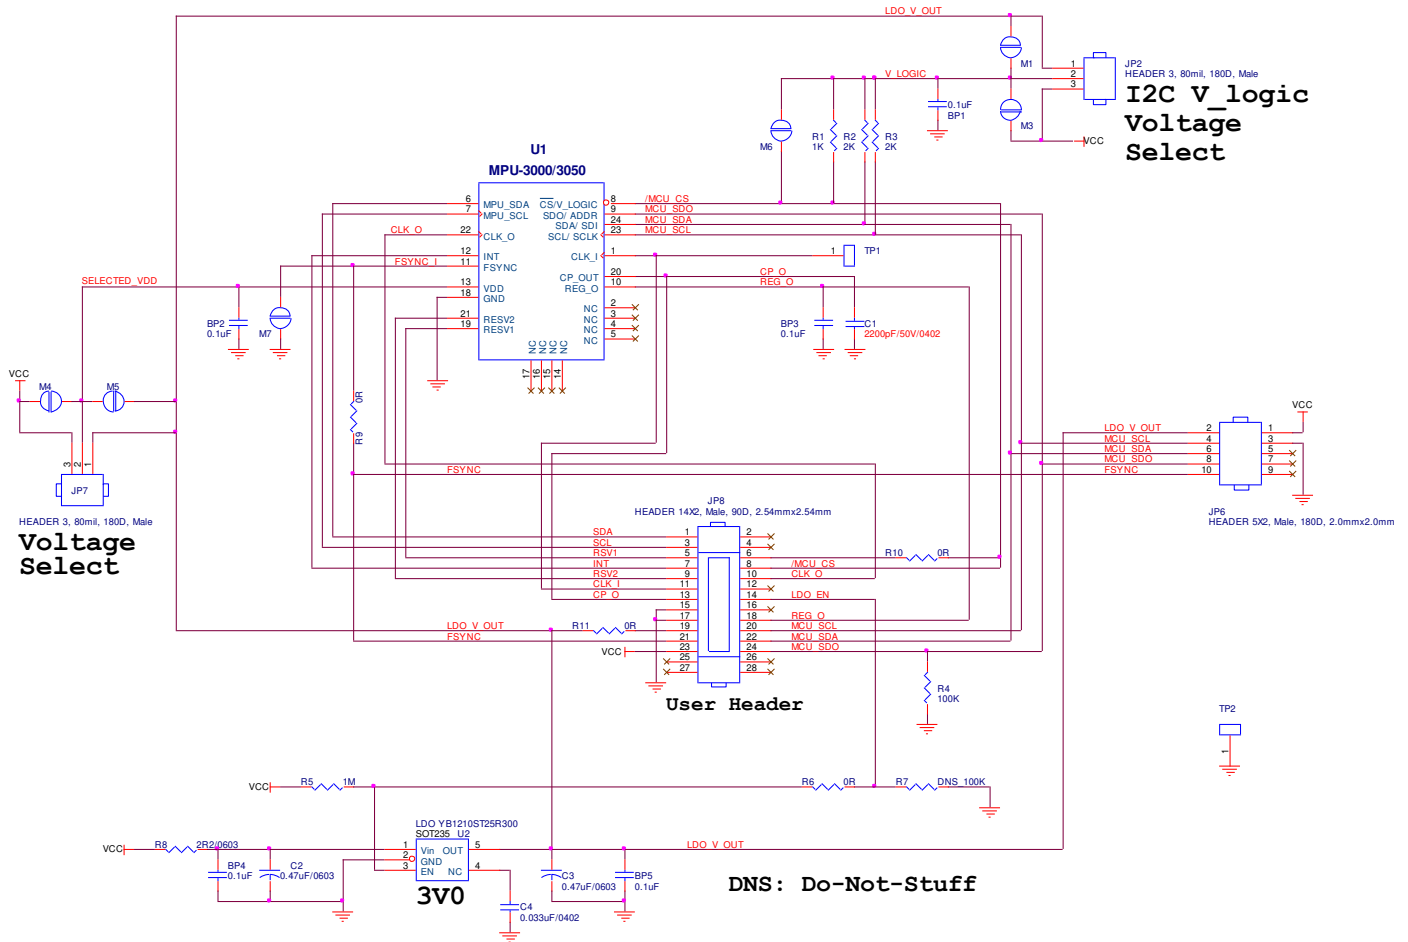 LDO_V_OUT
M1
JP2
HEADER 3, 80mil, 180D, Male
1
2
3
I2C V_logic
Voltage
Select
V_LOGIC
0.1uF
BP1
M3
VCC
M6
R1
1K
R2
2K
R3
2K
U1
MPU-3000/3050
6 MPU_SDA CS/V_LOGIC 8 /MCU_CS
7 MPU_SCL SDO/ ADDR 9 MCU_SDO
SDA/ SDI 24 MCU_SDA
CLK_O 22 CLK_O SCL/ SCLK 23 MCU_SCL
12 INT CLK_I 1 1 TP1
FSYNC_I 11 FSYNC
CP_OUT 20 CP_O
SELECTED_VDD 13 VDD REG_O 10 REG_O
18 GND
NC 2
21 RESV2 NC 3
19 RESV1 NC 4
NC 5
NC NC NC NC
17 16 15 14
BP2
0.1uF
M7
BP3
0.1uF
C1
2200pF/50V/0402
VCC
M4
M5
3 2 1
JP7
HEADER 3, 80mil, 180D, Male
Voltage
Select
0R
R9
FSYNC
VCC
LDO_V_OUT 2 1
MCU_SCL 4 3
MCU_SDA 6 5
MCU_SDO 8 7
FSYNC 10 9
JP6
HEADER 5X2, Male, 180D, 2.0mmx2.0mm
JP8
HEADER 14X2, Male, 90D, 2.54mmx2.54mm
SDA 1 2
SCL 3 4
RSV1 5 6 R10 0R
INT 7 8 /MCU_CS
RSV2 9 10 CLK_O
CLK_I 11 12
CP_O 13 14 LDO_EN
15 16
17 18 REG_O
LDO_V_OUT R11 0R 19 20 MCU_SCL
FSYNC 21 22 MCU_SDA
VCC 23 24 MCU_SDO
25 26
27 28
User Header
R4
100K
TP2
1
VCC R5 1M
R6 0R R7 DNS_100K
LDO YB1210ST25R300
SOT235 U2
VCC R8 2R2/0603 1 Vin OUT 5 LDO_V_OUT
2 GND
3 EN NC 4
3V0
BP4
0.1uF
C2
0.47uF/0603
C3
0.47uF/0603
BP5
0.1uF
C4
0.033uF/0402
DNS: Do-Not-Stuff